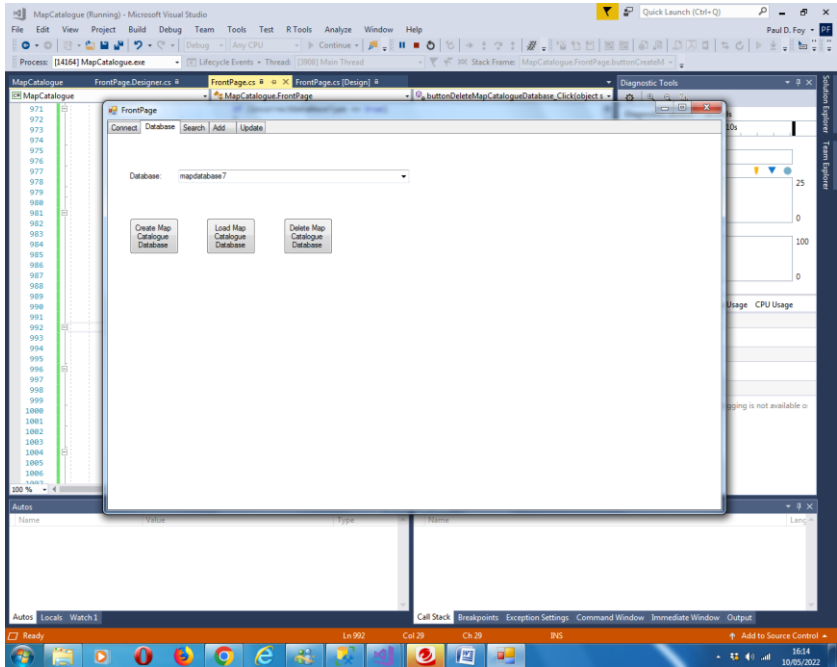 MapCatalogue (Running) - Microsoft Visual Studio
Quick Launch (Ctrl+Q)
File Edit View Project Build Debug Team Tools Test R Tools Analyze Window Help
Paul D. Foy
PF
Debug Any CPU Continue
Process: [14164] MapCatalogue.exe Lifecycle Events Thread: [3908] Main Thread Stack Frame: MapCatalogue.FrontPage.buttonCreateM
MapCatalogue FrontPage.Designer.cs FrontPage.cs FrontPage.cs [Design]
Diagnostic Tools
MapCatalogue MapCatalogue.FrontPage buttonDeleteMapCatalogueDatabase_Click(object s
Solution Explorer
Team Explorer
971
972
973
974
975
976
977
978
979
980
981
982
983
984
985
986
987
988
989
990
991
992
993
994
995
996
997
998
999
1000
1001
1002
1003
1004
1005
1006
1007
100 %
FrontPage
Connect Database Search Add Update
Database: mapdatabase7
Create Map Catalogue Database
Load Map Catalogue Database
Delete Map Catalogue Database
10s
25
0
100
0
Usage CPU Usage
gging is not available o
Autos
Name Value Type
Name Lang
Autos Locals Watch 1
Call Stack Breakpoints Exception Settings Command Window Immediate Window Output
Ready Ln 992 Col 29 Ch 29 INS Add to Source Control
16:14
10/05/2022